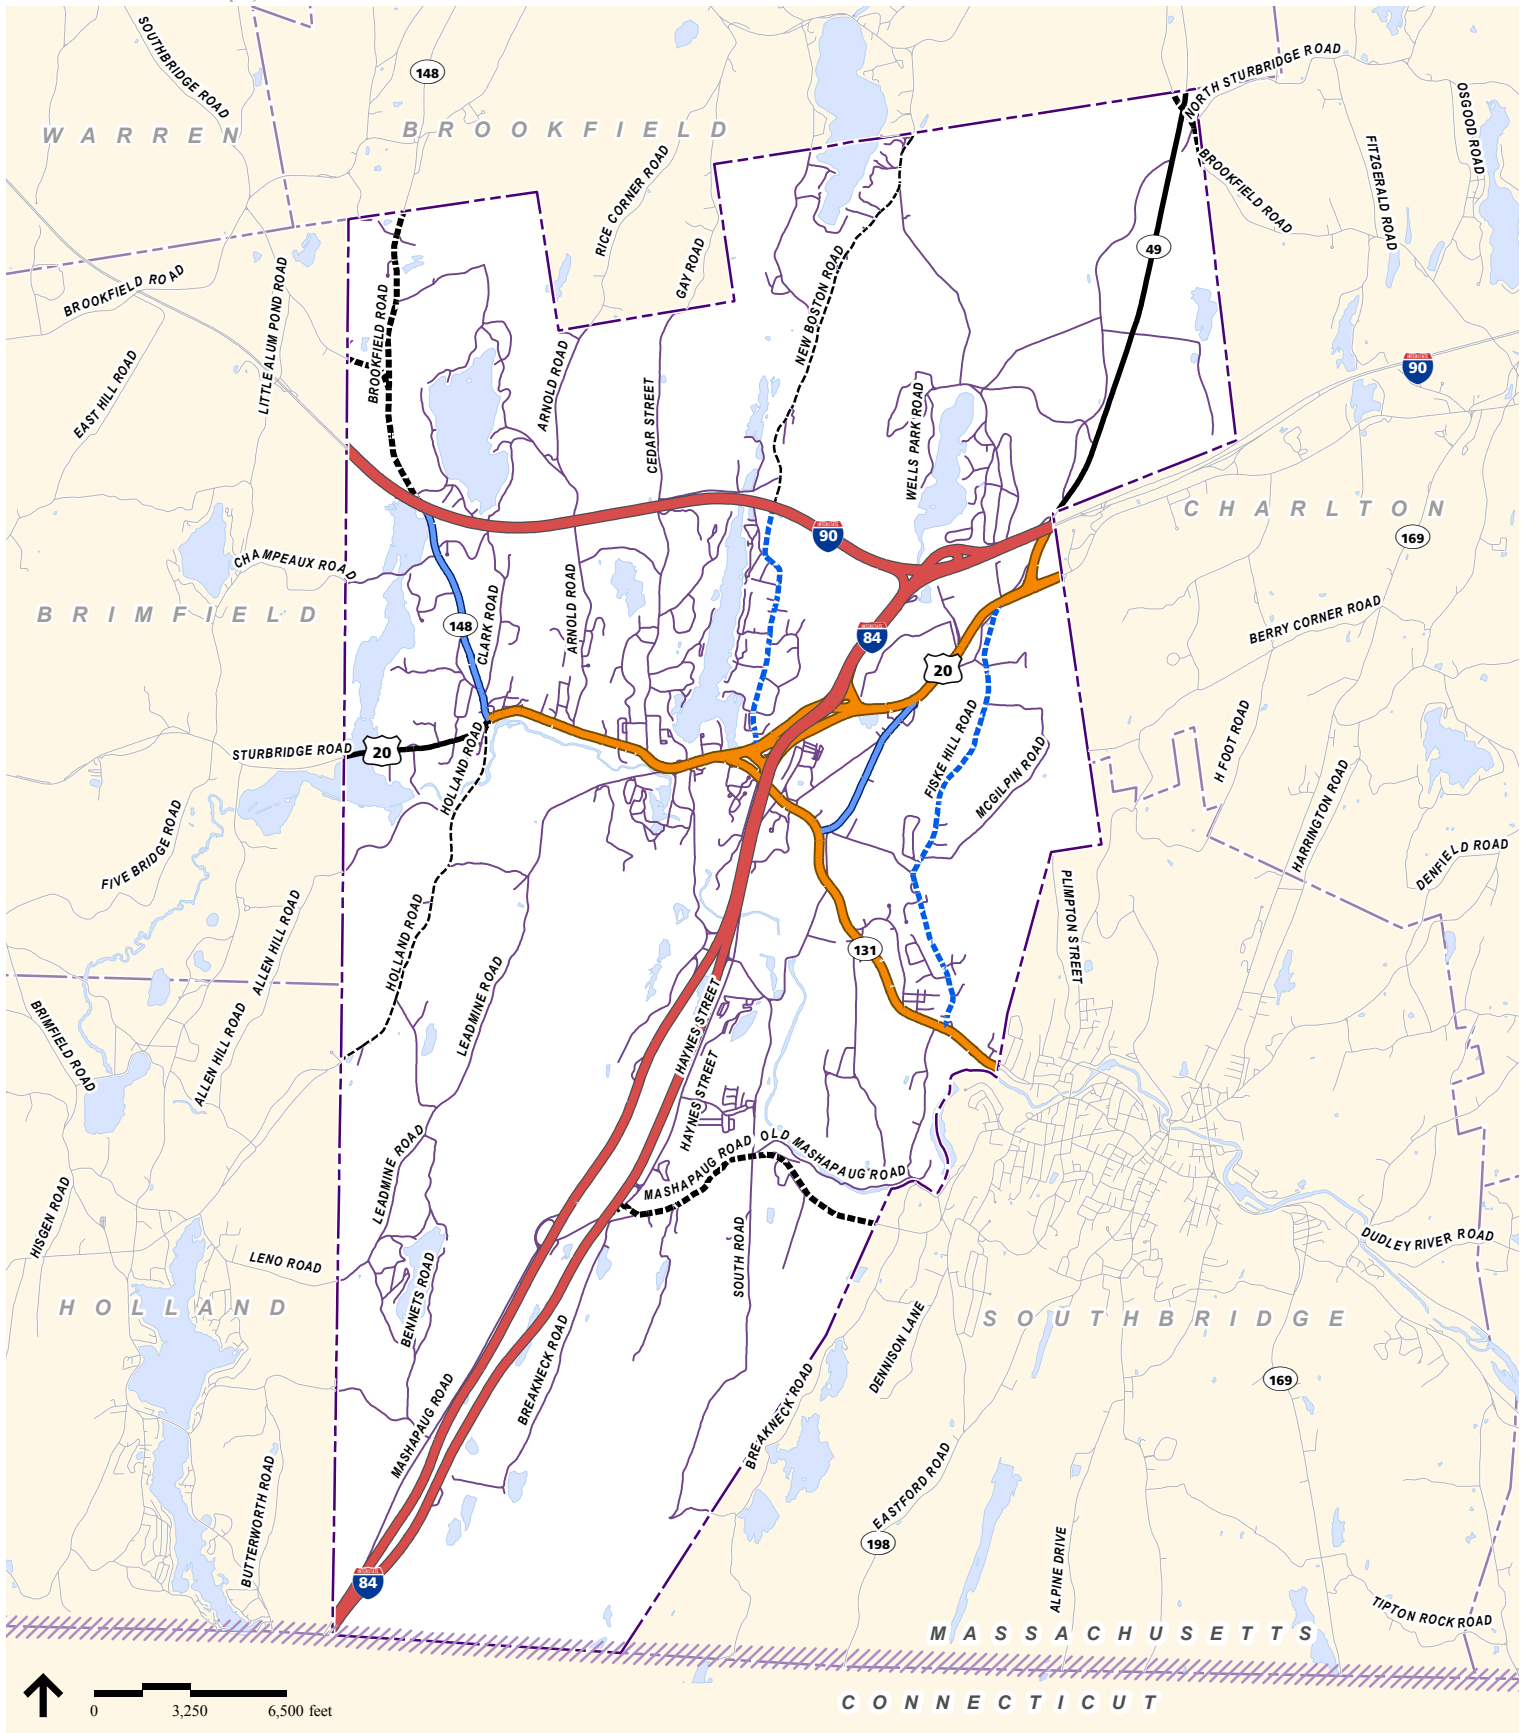 SOUTHBRIDGE ROAD
148
NORTH STURBRIDGE ROAD
OSGOOD ROAD
WARREN
BROOKFIELD
FITZGERALD ROAD
BROOKFIELD ROAD
RICE CORNER ROAD
GAY ROAD
49
BROOKFIELD ROAD
LITTLE ALUM POND ROAD
BROOKFIELD ROAD
NEW BOSTON ROAD
INTERSTATE
90
EAST HILL ROAD
ARNOLD ROAD
CEDAR STREET
WELLS PARK ROAD
CHARLTON
169
INTERSTATE
90
CHAMPEAUX ROAD
BRIMFIELD
148
CLARK ROAD
ARNOLD ROAD
INTERSTATE
84
BERRY CORNER ROAD
20
STURBRIDGE ROAD
20
HOLLAND ROAD
FISKE HILL ROAD
MCGILPIN ROAD
H FOOT ROAD
HARRINGTON ROAD
FIVE BRIDGE ROAD
DENFIELD ROAD
PLIMPTON STREET
ALLEN HILL ROAD
HOLLAND ROAD
131
LEADMINE ROAD
HAYNES STREET
BRIMFIELD ROAD
ALLEN HILL ROAD
HAYNES STREET
LEADMINE ROAD
MASHAPAUG ROAD
OLD MASHAPAUG ROAD
HISGEN ROAD
LENO ROAD
SOUTH ROAD
DUDLEY RIVER ROAD
HOLLAND
BENNETS ROAD
SOUTHBRIDGE
DENNISON LANE
BREAKNECK ROAD
MASHAPAUG ROAD
BREAKNECK ROAD
169
BUTTERWORTH ROAD
EASTFORD ROAD
198
ALPINE DRIVE
INTERSTATE
84
TIPTON ROCK ROAD
MASSACHUSETTS
CONNECTICUT
0
3,250
6,500 feet